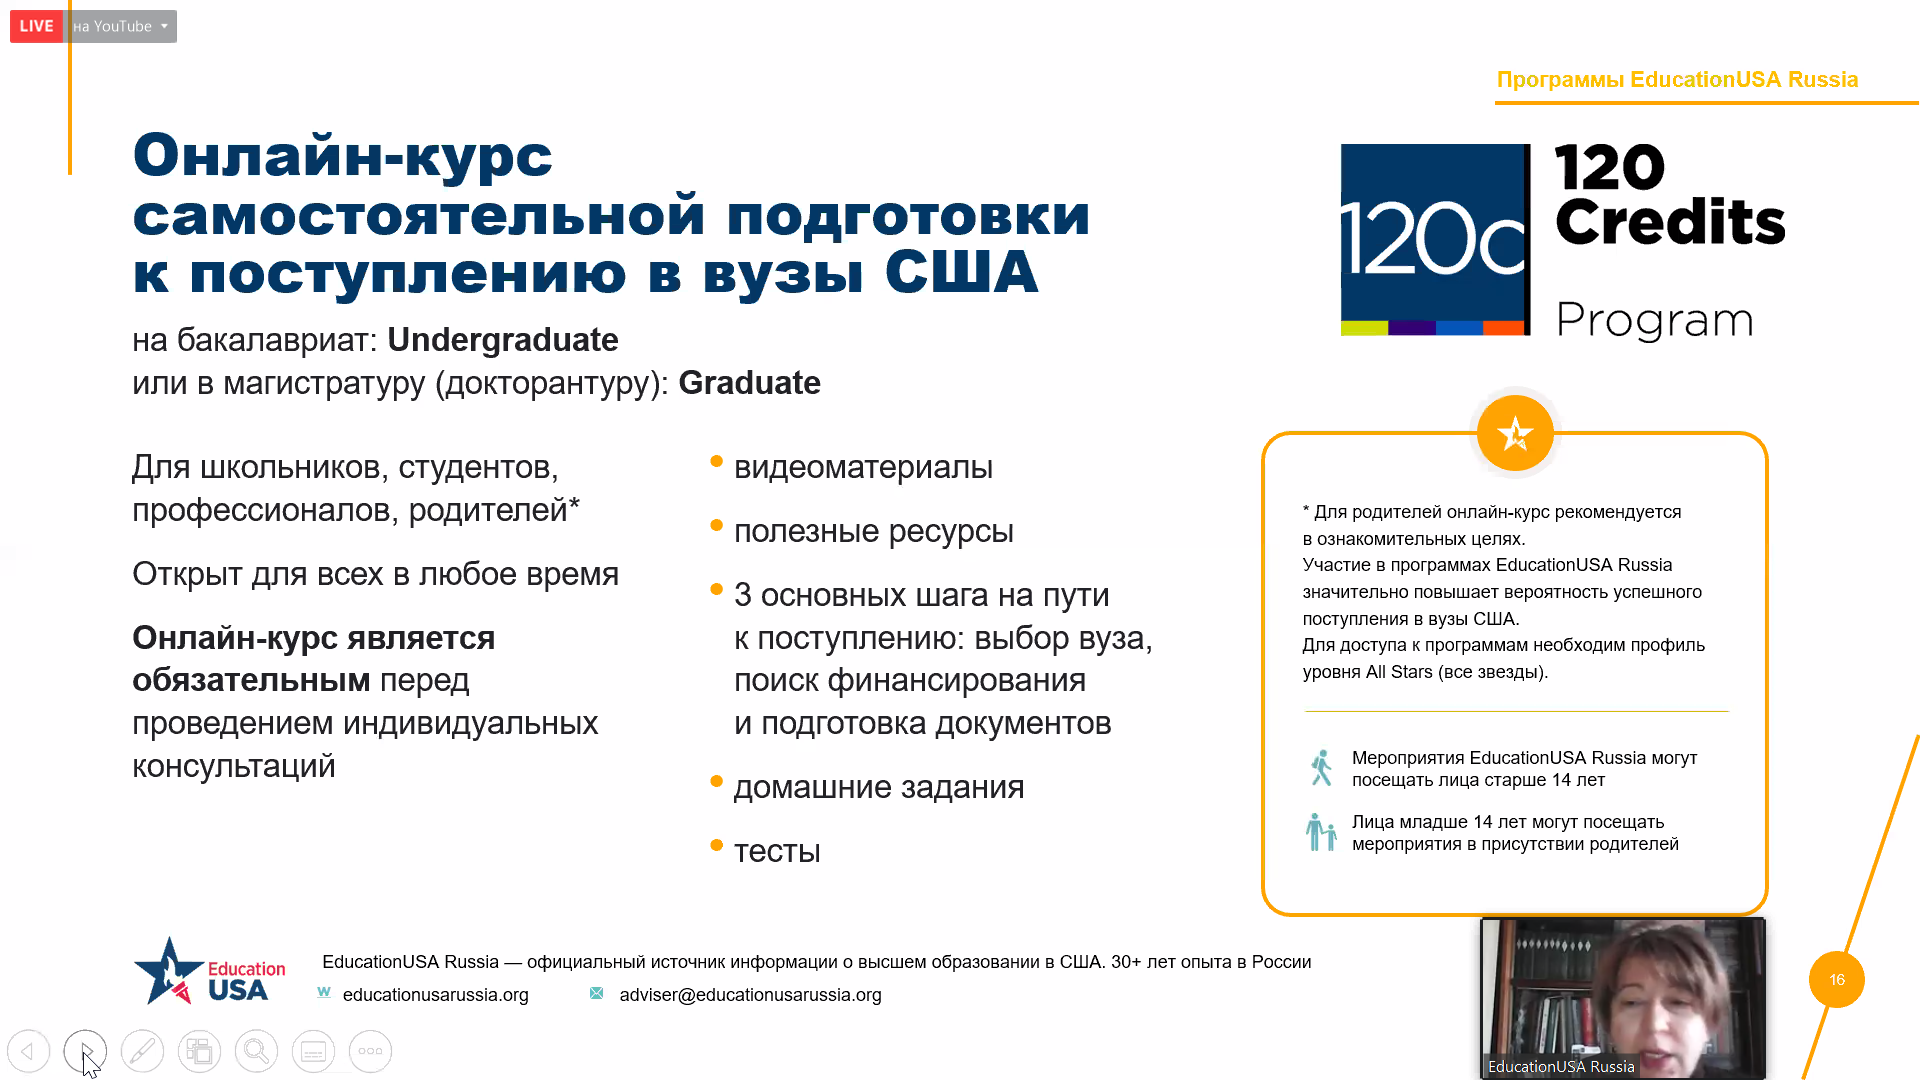 LIVE на YouTube
Программы EducationUSA Russia
Онлайн-курс
самостоятельной подготовки
к поступлению в вузы США
на бакалавриат: Undergraduate
или в магистратуру (докторантуру): Graduate
120c
120
Credits
Program
Для школьников, студентов,
профессионалов, родителей*
Открыт для всех в любое время
Онлайн-курс является
обязательным перед
проведением индивидуальных
консультаций
видеоматериалы
полезные ресурсы
3 основных шага на пути
к поступлению: выбор вуза,
поиск финансирования
и подготовка документов
домашние задания
тесты
* Для родителей онлайн-курс рекомендуется
в ознакомительных целях.
Участие в программах EducationUSA Russia
значительно повышает вероятность успешного
поступления в вузы США.
Для доступа к программам необходим профиль
уровня All Stars (все звезды).
Мероприятия EducationUSA Russia могут
посещать лица старше 14 лет
Лица младше 14 лет могут посещать
мероприятия в присутствии родителей
Education
USA
EducationUSA Russia — официальный источник информации о высшем образовании в США. 30+ лет опыта в России
W educationusarussia.org
adviser@educationusarussia.org
16
EducationUSA Russia